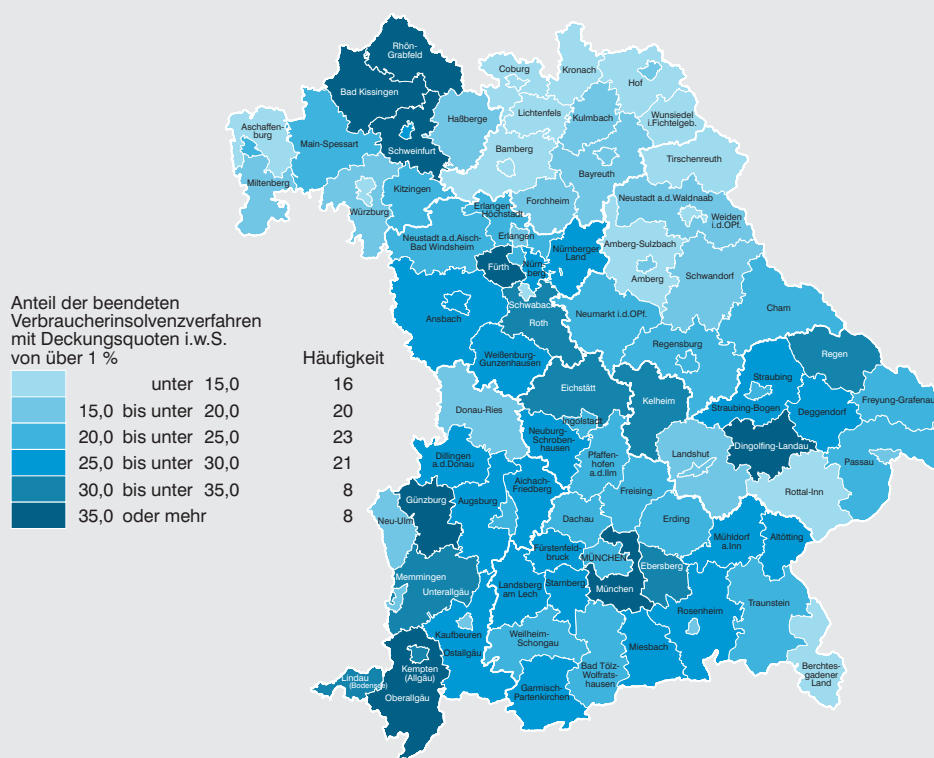 Rhön-
Grabfeld
Bad Kissingen
Coburg
Kronach
Hof
Lichtenfels
Kulmbach
Wunsiedel
i.Fichtelgeb.
Haßberge
Aschaffen-
burg
Main-Spessart
Schweinfurt
Bamberg
Bayreuth
Tirschenreuth
Miltenberg
Würzburg
Kitzingen
Erlangen-
Höchstadt
Forchheim
Neustadt a.d.Waldnaab
Weiden
i.d.OPf.
Neustadt a.d.Aisch-
Bad Windsheim
Erlangen
Fürth
Nürn-
berg
Nürnberger
Land
Amberg-Sulzbach
Amberg
Schwandorf
Ansbach
Schwabach
Roth
Neumarkt i.d.OPf.
Cham
Regensburg
Weißenburg-
Gunzenhausen
Eichstätt
Kelheim
Regen
Straubing
Straubing-Bogen
Deggendorf
Freyung-Grafenau
Donau-Ries
Ingolstadt
Neuburg-
Schroben-
hausen
Pfaffen-
hofen
a.d.Ilm
Landshut
Dingolfing-Landau
Passau
Rottal-Inn
Dillingen
a.d.Donau
Aichach-
Friedberg
Freising
Günzburg
Augsburg
Neu-Ulm
Dachau
Erding
Mühldorf
a.Inn
Altötting
Fürstenfeld-
bruck
MÜNCHEN
München
Ebersberg
Memmingen
Unterallgäu
Landsberg
am Lech
Starnberg
Rosenheim
Traunstein
Kaufbeuren
Ostallgäu
Weilheim-
Schongau
Bad Tölz-
Wolfrats-
hausen
Miesbach
Berchtes-
gadener
Land
Lindau
(Bodensee)
Kempten
(Allgäu)
Oberallgäu
Garmisch-
Partenkirchen
Anteil der beendeten
Verbraucherinsolvenzverfahren
mit Deckungsquoten i.w.S.
von über 1 % Häufigkeit
unter 15,0 16
15,0 bis unter 20,0 20
20,0 bis unter 25,0 23
25,0 bis unter 30,0 21
30,0 bis unter 35,0 8
35,0 oder mehr 8